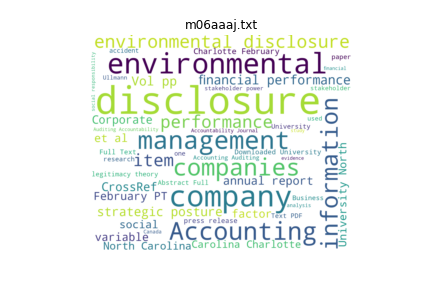 m06aaaj.txt
environmental disclosure
accident
Charlotte February
paper
environmental
financial
Ullmann
Vol pp
financial performance
social responsibility
stakeholder power
stakeholder
disclosure
Corporate
performance
used
Auditing Accountability
Accounting Accountability Journal
University
et al
management
information
University North
Full Text
Downloaded University
research
item
one
Accounting Auditing
evidence
companies
legitimacy theory
CrossRef
Abstract Full
annual report
February PT
company
Business
analysis
strategic posture
factor
Text PDF
social
press release
variable
Canada
Accounting
North Carolina
Carolina Charlotte